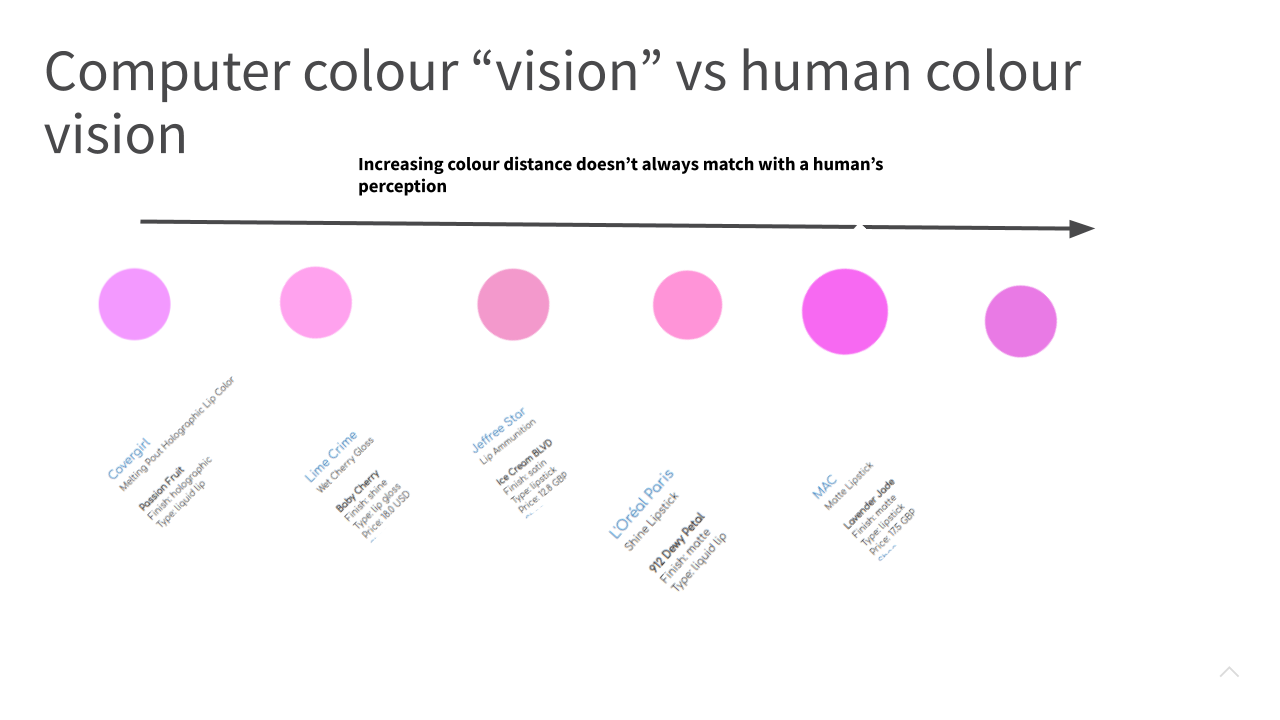 Computer colour “vision” vs human colour
vision
Increasing colour distance doesn’t always match with a human’s
perception
Covergirl
Melting Pout Holographic Lip Color
Passion Fruit
Finish: holographic
Type: liquid lip
Lime Crime
Wet Cherry Gloss
Baby Cherry
Finish: shine
Type: lip gloss
Price: 18.0 USD
Jeffree Star
Lip Ammunition
Ice Cream BLVD
Finish: satin
Type: lipstick
Price: 12.8 GBP
L'Oréal Paris
Shine Lipstick
912 Dewy Petal
Finish: matte
Type: liquid lip
MAC
Matte Lipstick
Lavender Jade
Finish: matte
Type: lipstick
Price: 17.5 GBP